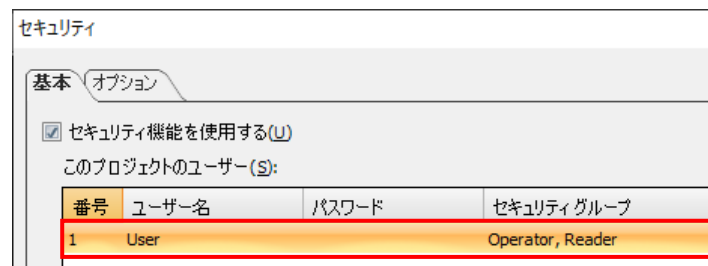 セキュリティ
基本 オプション
セキュリティ機能を使用する(U)
このプロジェクトのユーザー(S):
番号 ユーザー名 パスワード セキュリティグループ
1 User Operator, Reader